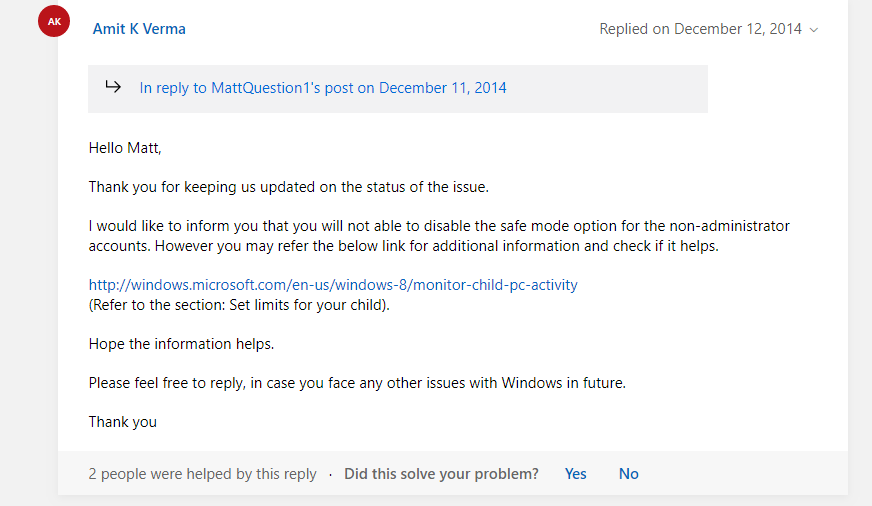 AK
Amit K Verma
Replied on December 12, 2014
In reply to MattQuestion1's post on December 11, 2014
Hello Matt,
Thank you for keeping us updated on the status of the issue.
I would like to inform you that you will not able to disable the safe mode option for the non-administrator
accounts. However you may refer the below link for additional information and check if it helps.
http://windows.microsoft.com/en-us/windows-8/monitor-child-pc-activity
(Refer to the section: Set limits for your child).
Hope the information helps.
Please feel free to reply, in case you face any other issues with Windows in future.
Thank you
2 people were helped by this reply · Did this solve your problem? Yes No